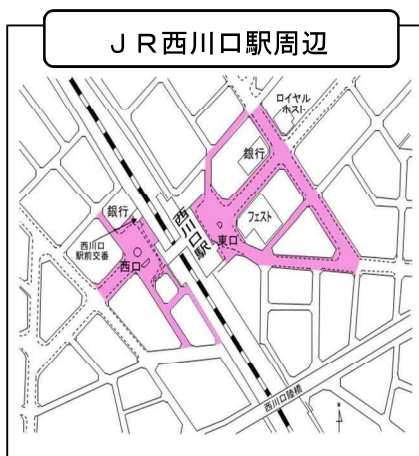 ＪＲ西川口駅周辺
ロイヤル
ホスト
銀行
銀行
フェスト
西川口駅
東口
西川口
駅前交番
西口
西川口陸橋